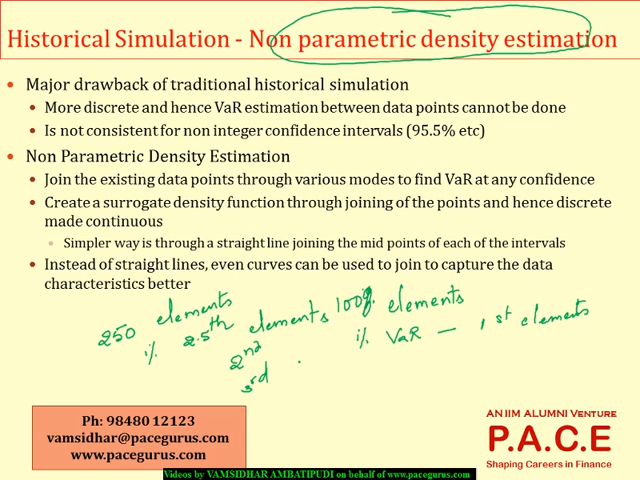 Historical Simulation - Non parametric density estimation
• Major drawback of traditional historical simulation
• More discrete and hence VaR estimation between data points cannot be done
• Is not consistent for non integer confidence intervals (95.5% etc)
• Non Parametric Density Estimation
• Join the existing data points through various modes to find VaR at any confidence
• Create a surrogate density function through joining of the points and hence discrete
made continuous
• Simpler way is through a straight line joining the mid points of each of the intervals
• Instead of straight lines, even curves can be used to join to capture the data
characteristics better
250 elements 100 elements
1% 2.5th elements 1% VaR — 1st elements
2nd
3rd
Ph: 98480 12123
vamsidhar@pacegurus.com
www.pacegurus.com
AN IIM ALUMNI VENTURE
P.A.C.E
Shaping Careers in Finance
Videos by VAMSIDHAR AMBATIPUDI on behalf of www.pacegurus.com